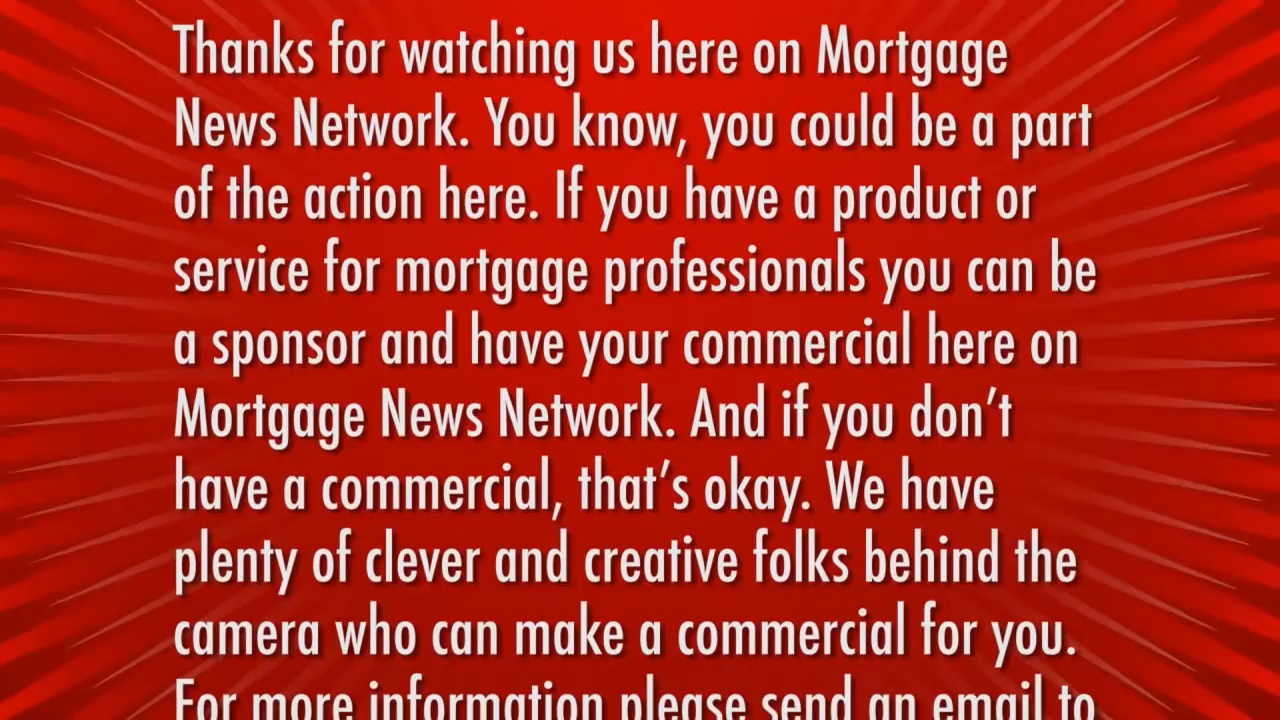 Thanks for watching us here on Mortgage
News Network. You know, you could be a part
of the action here. If you have a product or
service for mortgage professionals you can be
a sponsor and have your commercial here on
Mortgage News Network. And if you don’t
have a commercial, that’s okay. We have
plenty of clever and creative folks behind the
camera who can make a commercial for you.
For more information please send an email to